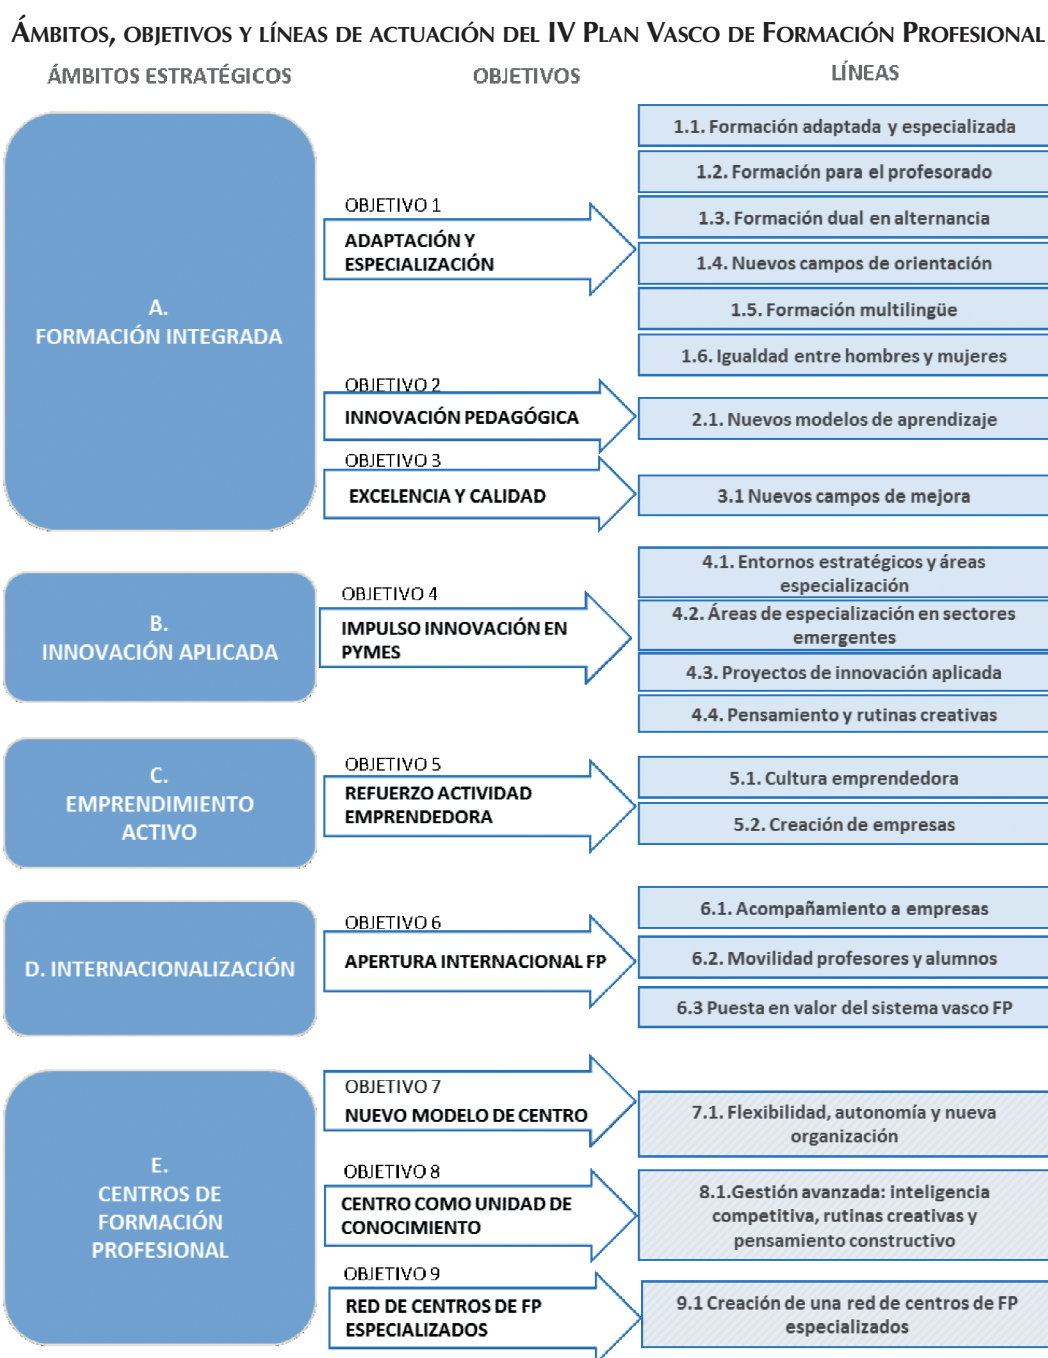 ÁMBITOS, OBJETIVOS Y LÍNEAS DE ACTUACIÓN DEL IV PLAN VASCO DE FORMACIÓN PROFESIONAL
ÁMBITOS ESTRATÉGICOS
OBJETIVOS
LÍNEAS
A.
FORMACIÓN INTEGRADA
OBJETIVO 1
ADAPTACIÓN Y
ESPECIALIZACIÓN
1.1. Formación adaptada y especializada
1.2. Formación para el profesorado
1.3. Formación dual en alternancia
1.4. Nuevos campos de orientación
1.5. Formación multilingüe
1.6. Igualdad entre hombres y mujeres
OBJETIVO 2
INNOVACIÓN PEDAGÓGICA
2.1. Nuevos modelos de aprendizaje
OBJETIVO 3
EXCELENCIA Y CALIDAD
3.1 Nuevos campos de mejora
B.
INNOVACIÓN APLICADA
OBJETIVO 4
IMPULSO INNOVACIÓN EN
PYMES
4.1. Entornos estratégicos y áreas
especialización
4.2. Áreas de especialización en sectores
emergentes
4.3. Proyectos de innovación aplicada
4.4. Pensamiento y rutinas creativas
C.
EMPRENDIMIENTO
ACTIVO
OBJETIVO 5
REFUERZO ACTIVIDAD
EMPRENDEDORA
5.1. Cultura emprendedora
5.2. Creación de empresas
D. INTERNACIONALIZACIÓN
OBJETIVO 6
APERTURA INTERNACIONAL FP
6.1. Acompañamiento a empresas
6.2. Movilidad profesores y alumnos
6.3 Puesta en valor del sistema vasco FP
E.
CENTROS DE
FORMACIÓN
PROFESIONAL
OBJETIVO 7
NUEVO MODELO DE CENTRO
7.1. Flexibilidad, autonomía y nueva
organización
OBJETIVO 8
CENTRO COMO UNIDAD DE
CONOCIMIENTO
8.1.Gestión avanzada: inteligencia
competitiva, rutinas creativas y
pensamiento constructivo
OBJETIVO 9
RED DE CENTROS DE FP
ESPECIALIZADOS
9.1 Creación de una red de centros de FP
especializados